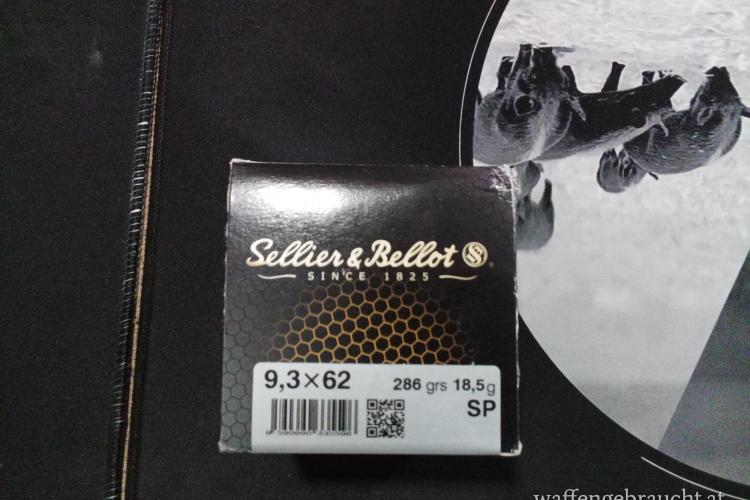 Sellier & Bellot
SINCE 1825
9,3×62
286 grs 18,5g
SP
waffengebraucht.at